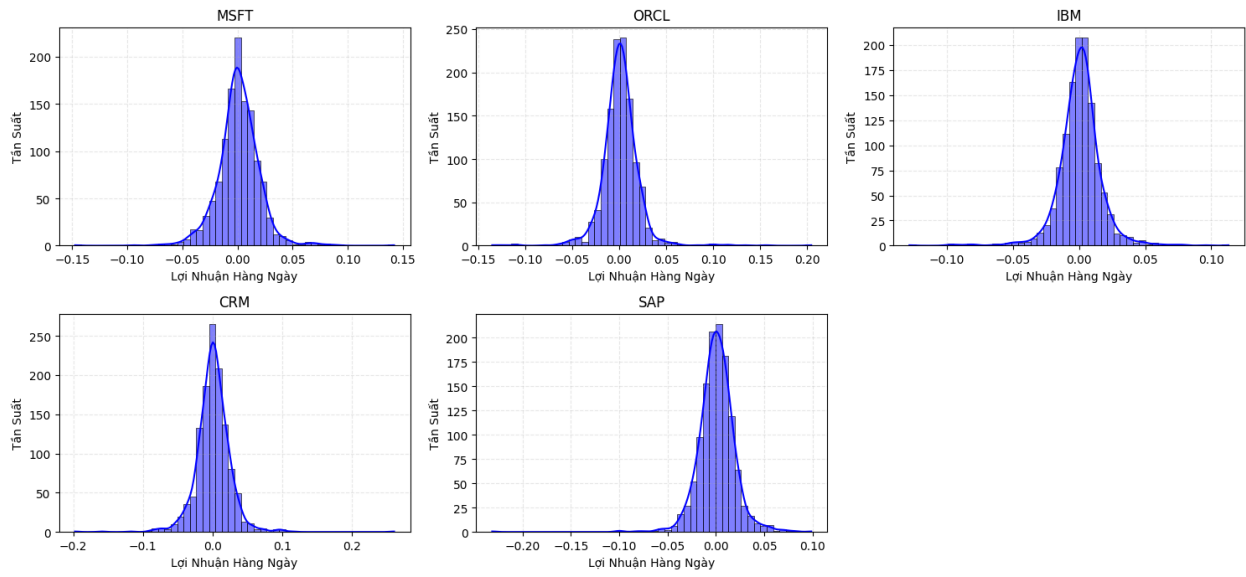 MSFT
200
150
100
50
0
−0.15 −0.10 −0.05 0.00 0.05 0.10 0.15
Tần Suất
Lợi Nhuận Hàng Ngày
ORCL
250
200
150
100
50
0
−0.15 −0.10 −0.05 0.00 0.05 0.10 0.15 0.20
Tần Suất
Lợi Nhuận Hàng Ngày
IBM
200
175
150
125
100
75
50
25
0
−0.10 −0.05 0.00 0.05 0.10
Tần Suất
Lợi Nhuận Hàng Ngày
CRM
250
200
150
100
50
0
−0.2 −0.1 0.0 0.1 0.2
Tần Suất
Lợi Nhuận Hàng Ngày
SAP
200
175
150
125
100
75
50
25
0
−0.20 −0.15 −0.10 −0.05 0.00 0.05 0.10
Tần Suất
Lợi Nhuận Hàng Ngày